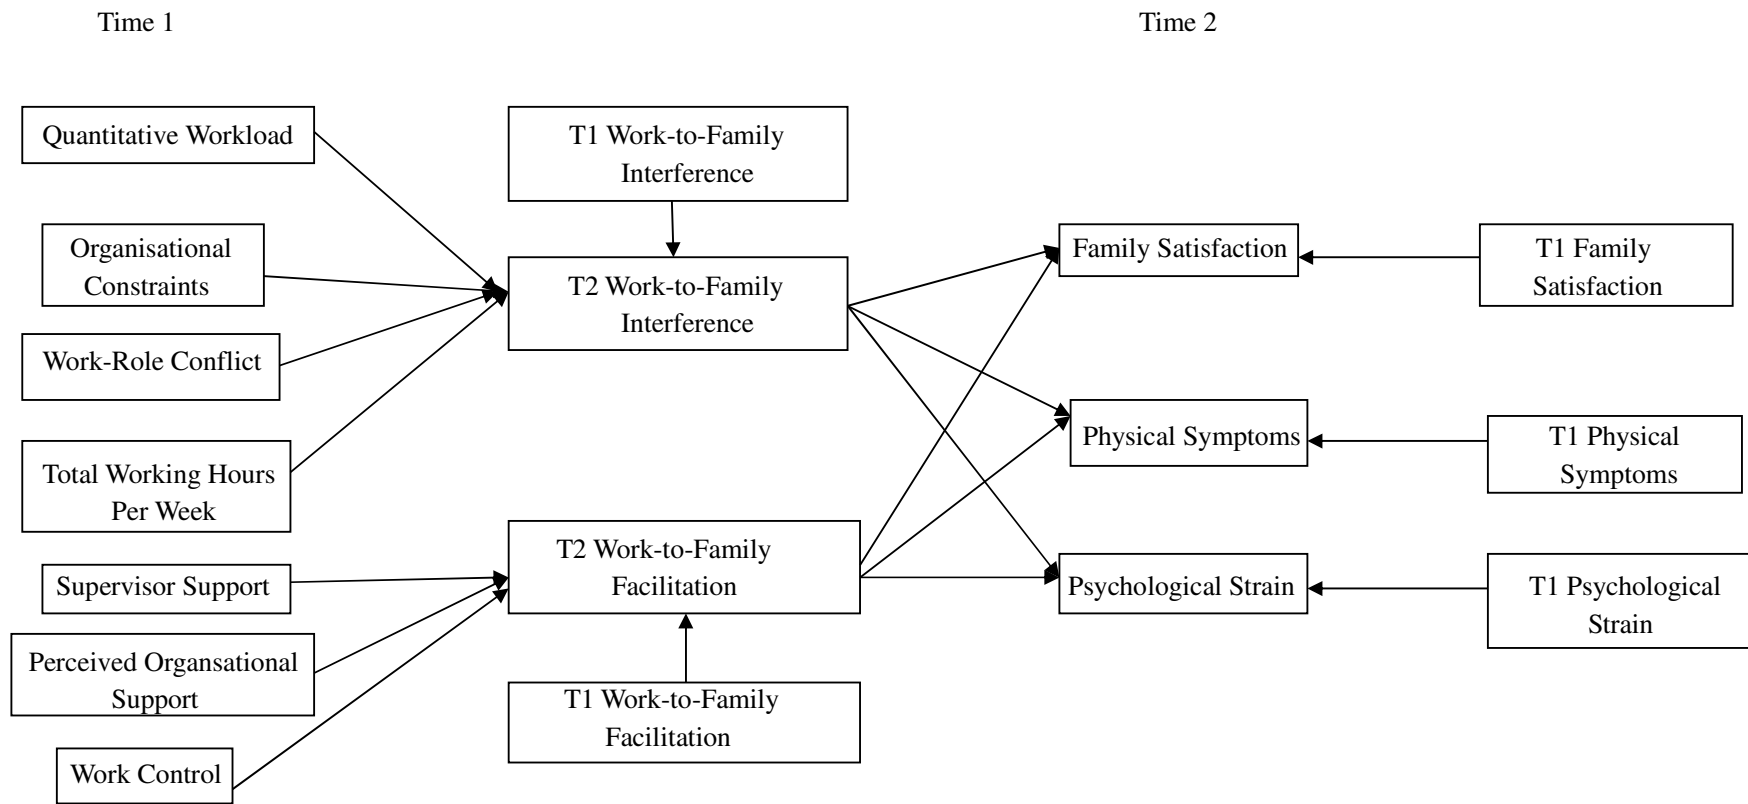 Time 1
Time 2
Quantitative Workload
Organisational
Constraints
Work-Role Conflict
Total Working Hours
Per Week
Supervisor Support
Perceived Organsational
Support
Work Control
T1 Work-to-Family
Interference
T2 Work-to-Family
Interference
T2 Work-to-Family
Facilitation
T1 Work-to-Family
Facilitation
Family Satisfaction
Physical Symptoms
Psychological Strain
T1 Family
Satisfaction
T1 Physical
Symptoms
T1 Psychological
Strain